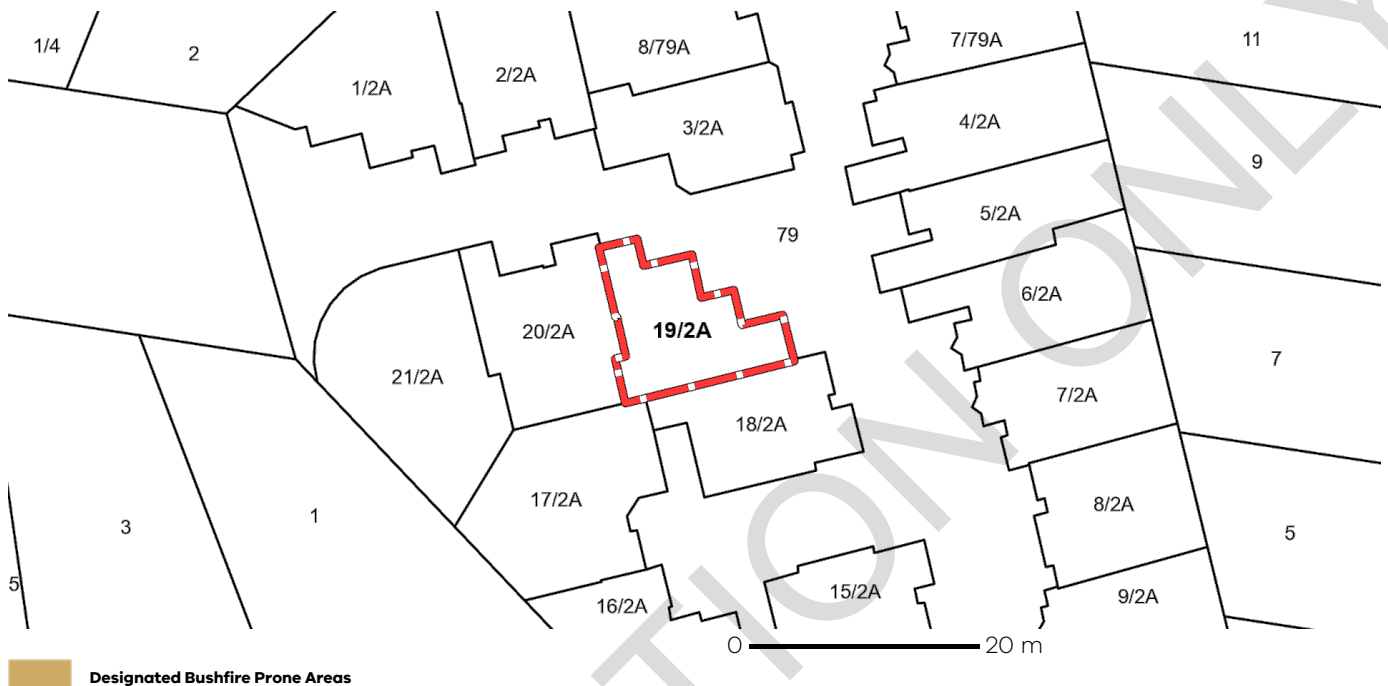 1/4
2
1/2A
2/2A
8/79A
7/79A
11
3/2A
4/2A
9
5/2A
79
6/2A
20/2A
19/2A
7
21/2A
7/2A
18/2A
17/2A
8/2A
3
1
5
5
16/2A
15/2A
9/2A
0 20 m
Designated Bushfire Prone Areas
TION ONLY